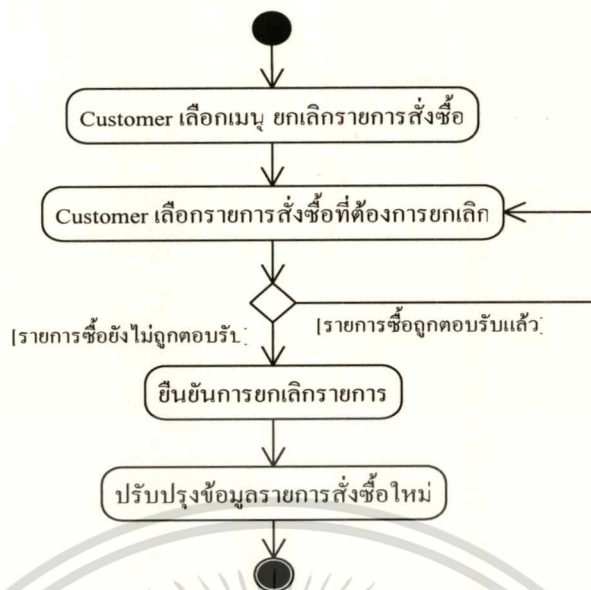 Customer เลือกเมนู ยกเลิกรายการสั่งซื้อ
Customer เลือกรายการสั่งซื้อที่ต้องการยกเลิก
[รายการซื้อยังไม่ถูกตอบรับ]
[รายการซื้อถูกตอบรับแล้ว]
ยืนยันการยกเลิกรายการ
ปรับปรุงข้อมูลรายการสั่งซื้อใหม่